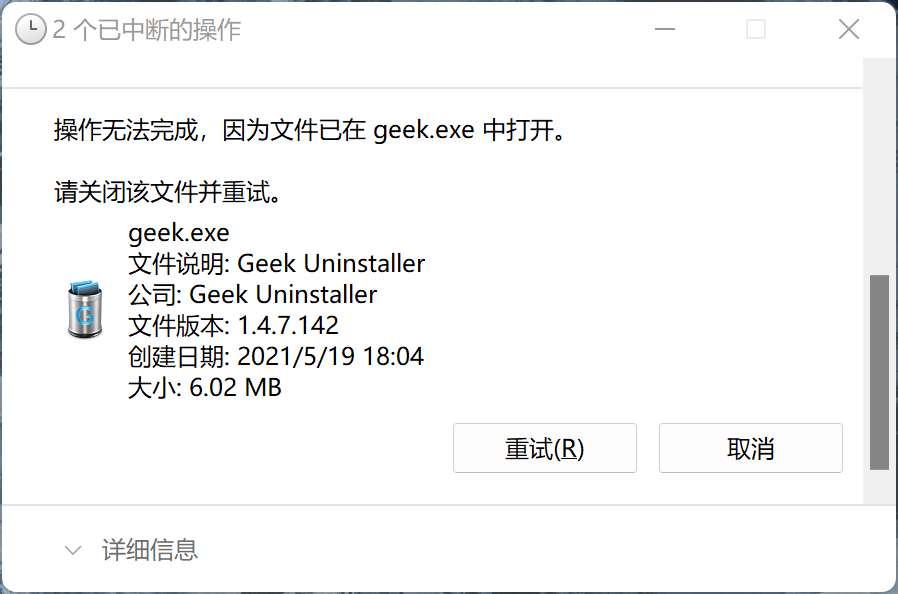 2 个已中断的操作
操作无法完成，因为文件已在 geek.exe 中打开。
请关闭该文件并重试。
geek.exe
文件说明: Geek Uninstaller
公司: Geek Uninstaller
文件版本: 1.4.7.142
创建日期: 2021/5/19 18:04
大小: 6.02 MB
重试(R)
取消
详细信息